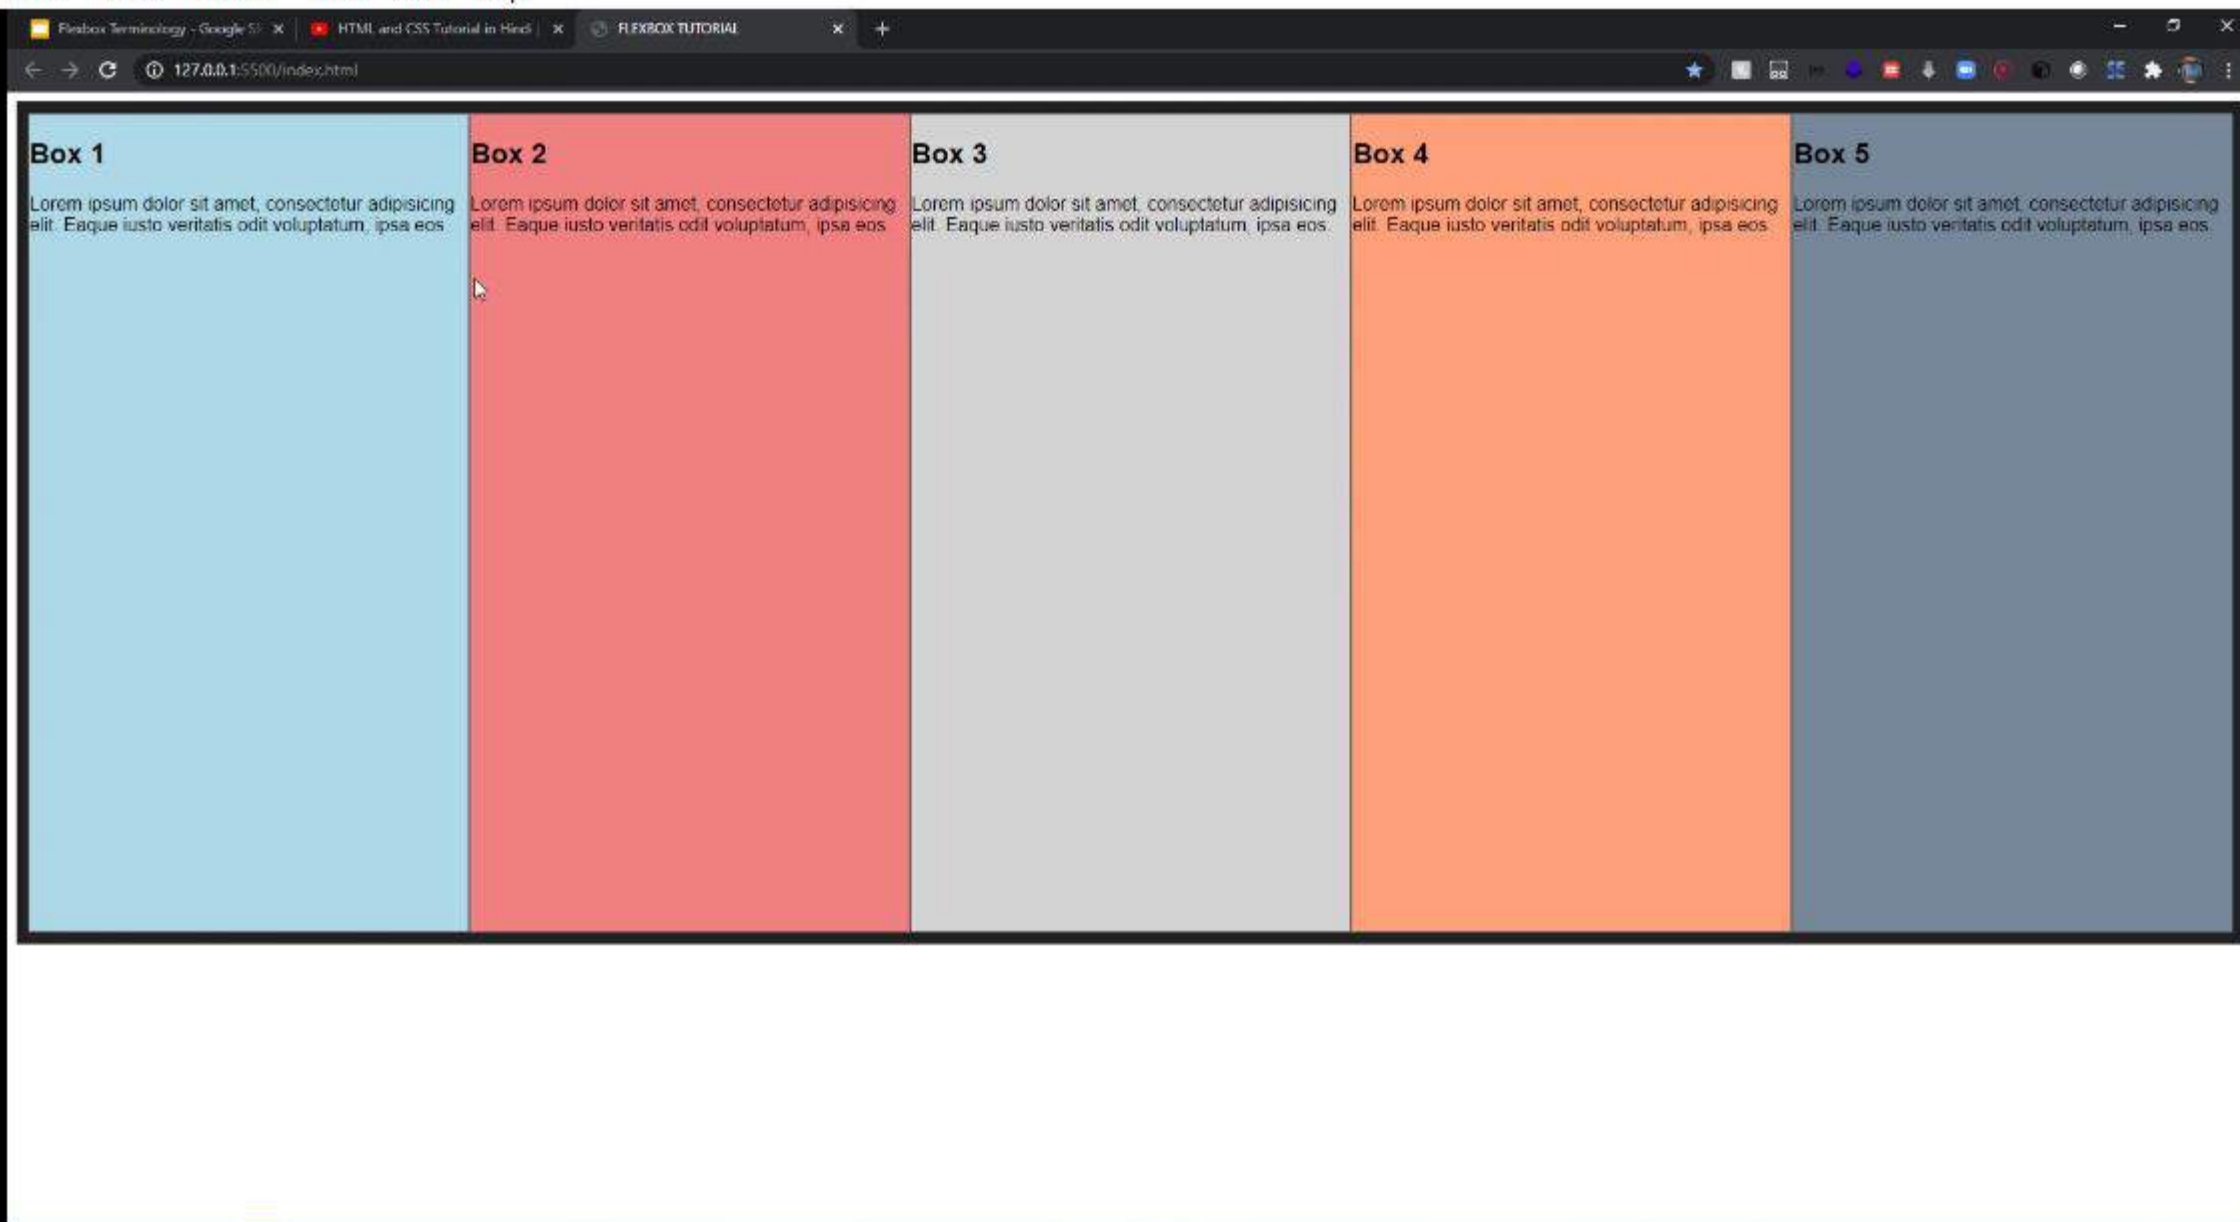 Flexbox Terminology - Google Sl
HTML and CSS Tutorial in Hindi |
FLEXBOX TUTORIAL
127.0.0.1:5500/index.html
Box 1
Lorem ipsum dolor sit amet, consectetur adipisicing
elit. Eaque iusto veritatis odit voluptatum, ipsa eos.
Box 2
Lorem ipsum dolor sit amet, consectetur adipisicing
elit. Eaque iusto veritatis odit voluptatum, ipsa eos.
Box 3
Lorem ipsum dolor sit amet, consectetur adipisicing
elit. Eaque iusto veritatis odit voluptatum, ipsa eos.
Box 4
Lorem ipsum dolor sit amet, consectetur adipisicing
elit. Eaque iusto veritatis odit voluptatum, ipsa eos.
Box 5
Lorem ipsum dolor sit amet, consectetur adipisicing
elit. Eaque iusto veritatis odit voluptatum, ipsa eos.